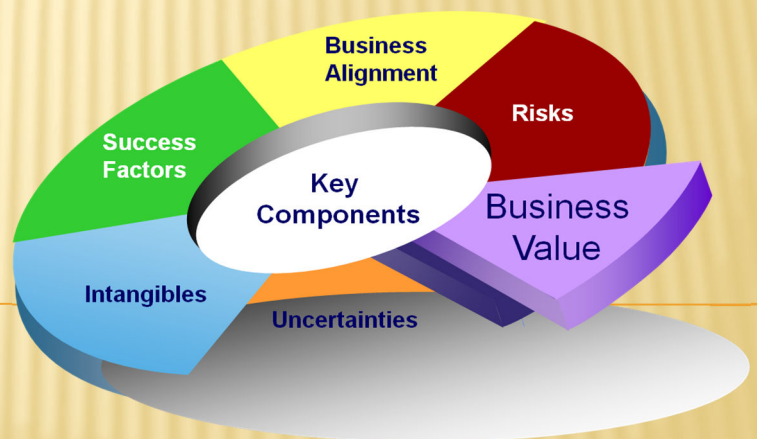 Business
Alignment
Risks
Success
Factors
Key
Components
Business
Value
Intangibles
Uncertainties